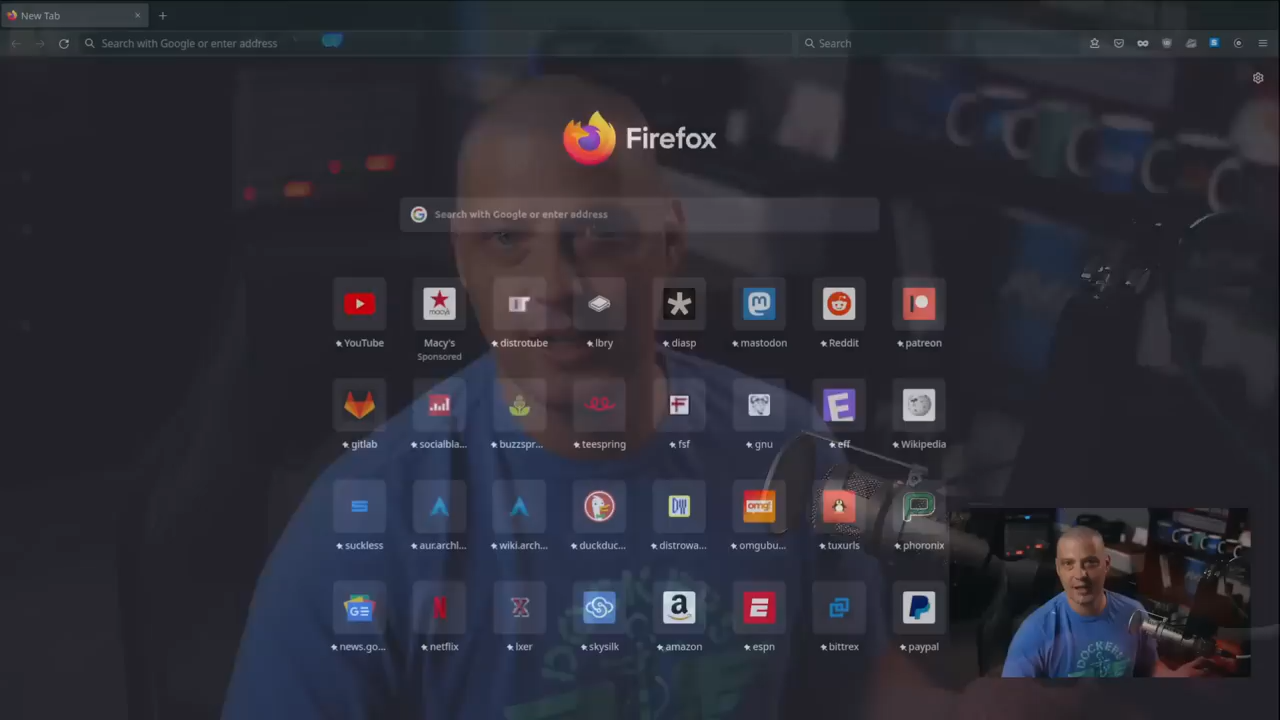 New Tab
Search with Google or enter address
Search
Firefox
Search with Google or enter address
YouTube
Macy's
Sponsored
distrotube
lbry
diasp
mastodon
Reddit
patreon
gitlab
socialbla...
buzzspr...
teespring
fsf
gnu
eff
Wikipedia
suckless
aur.archl...
wiki.arch...
duckduc...
distrowa...
omgubu...
tuxurls
phoronix
news.go...
netflix
lxer
skysilk
amazon
espn
bittrex
paypal